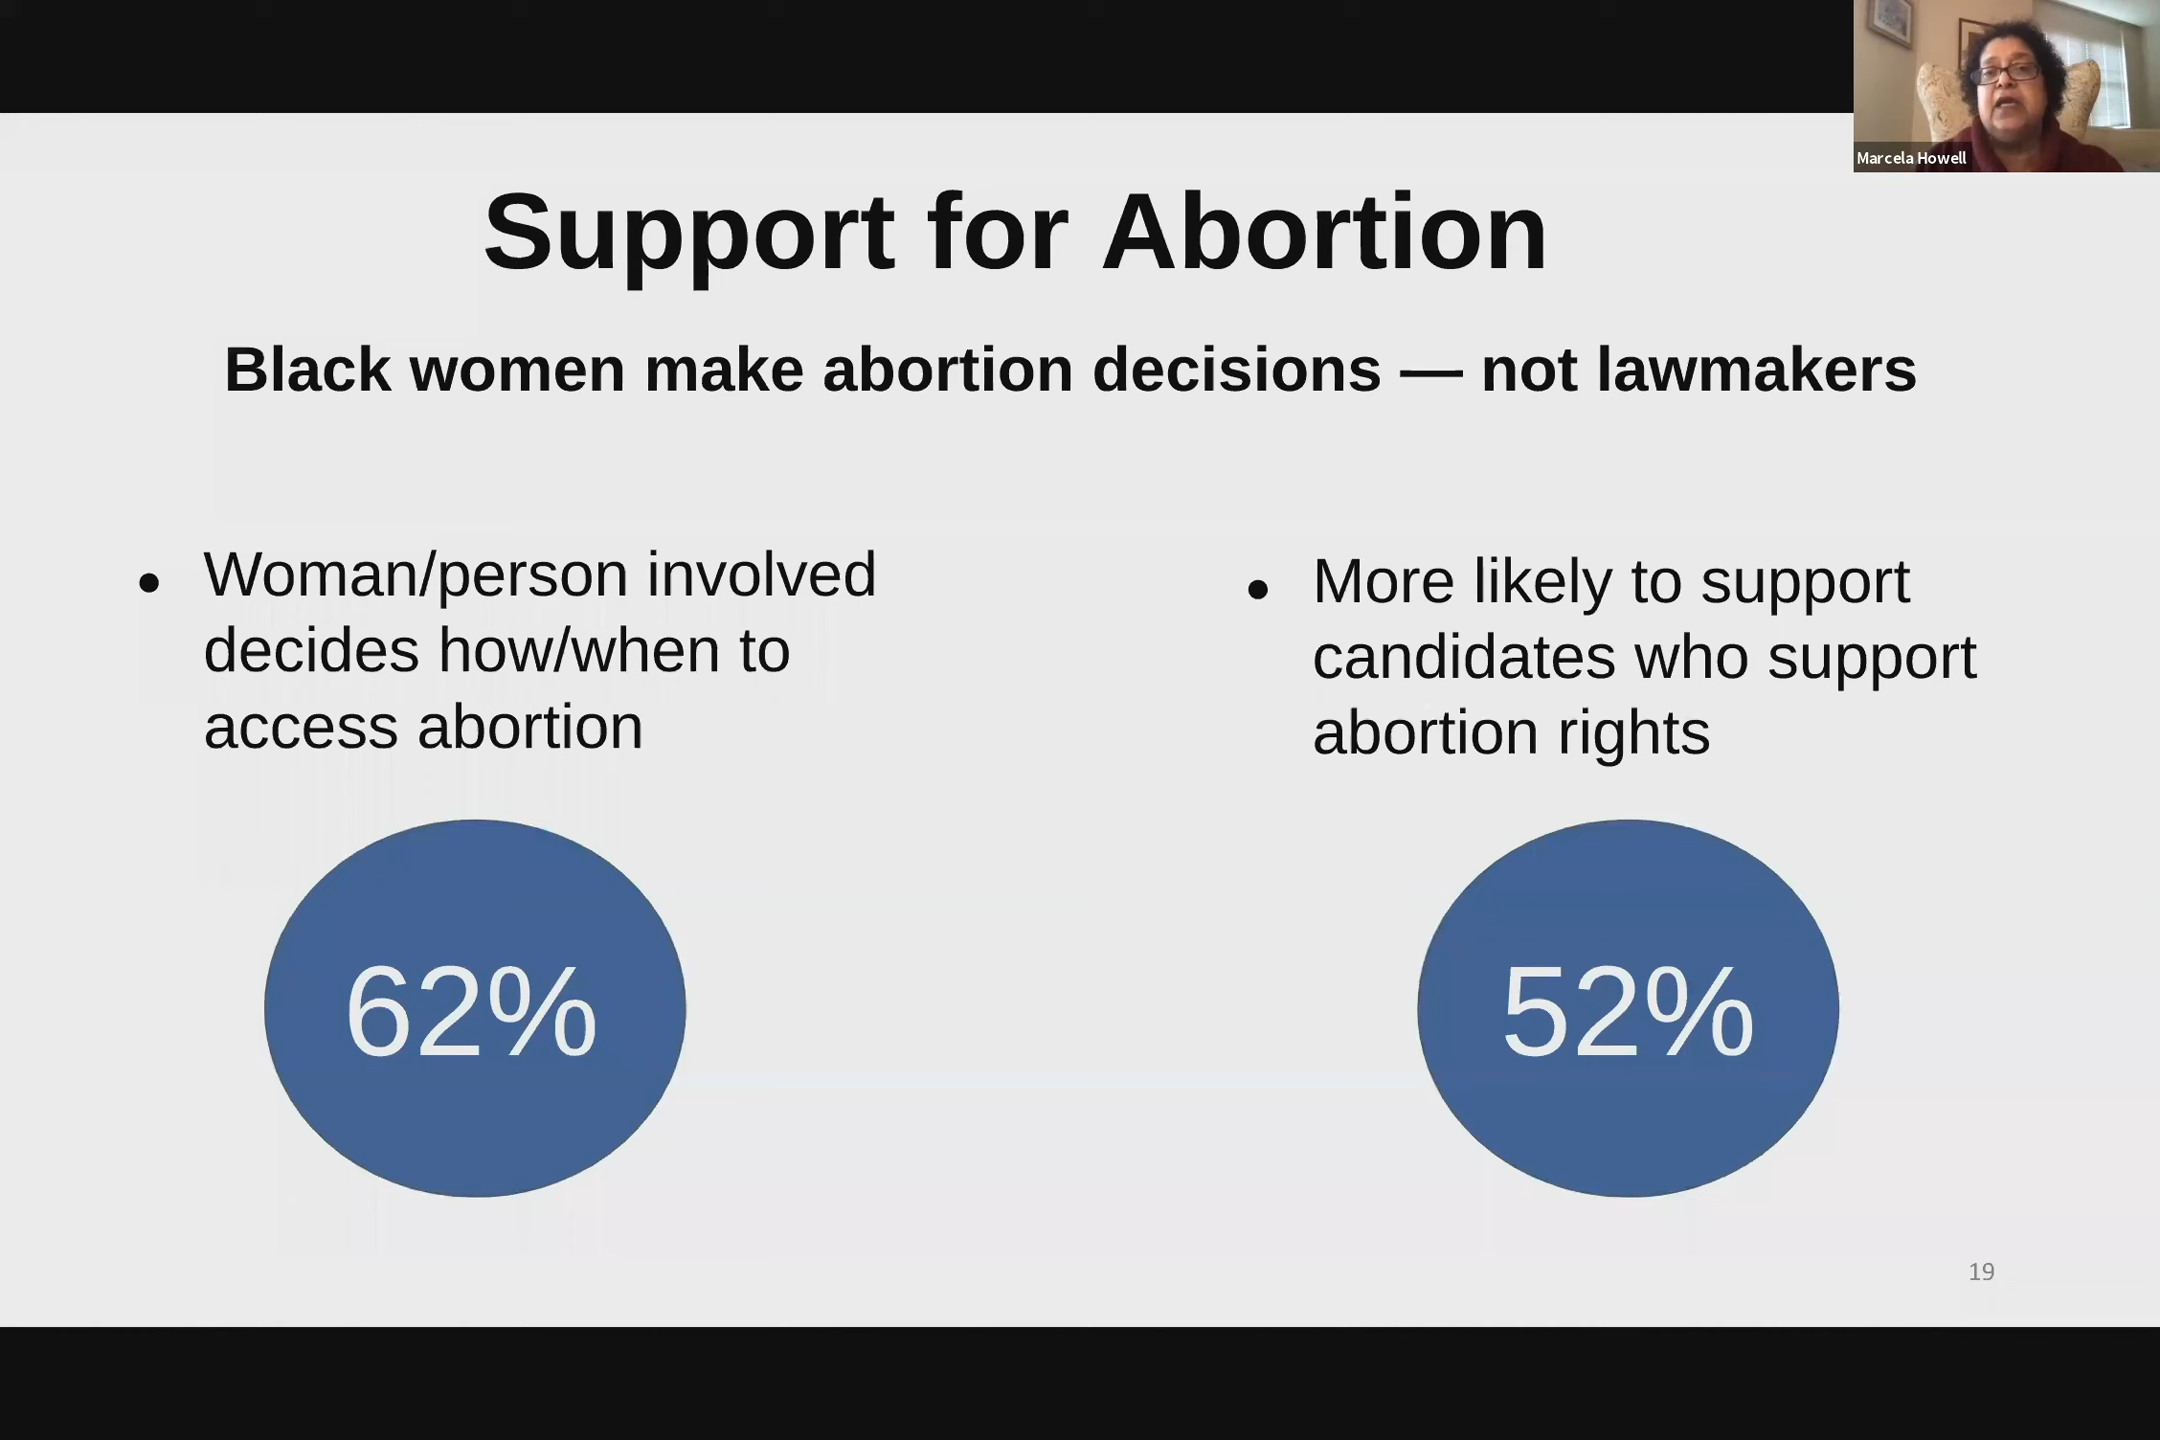 Marcela Howell
Support for Abortion
Black women make abortion decisions — not lawmakers
• Woman/person involved
decides how/when to
access abortion
62%
• More likely to support
candidates who support
abortion rights
52%
19